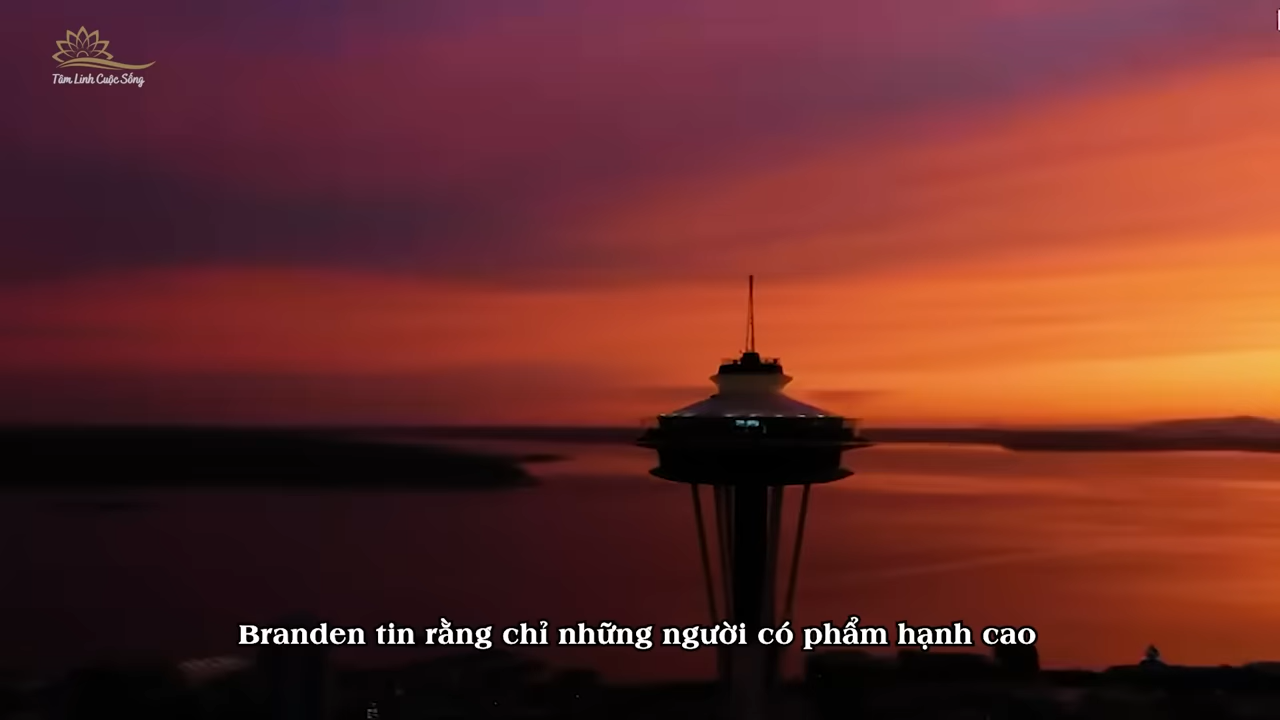 Tâm Linh Cuộc Sống
Branden tin rằng chỉ những người có phẩm hạnh cao